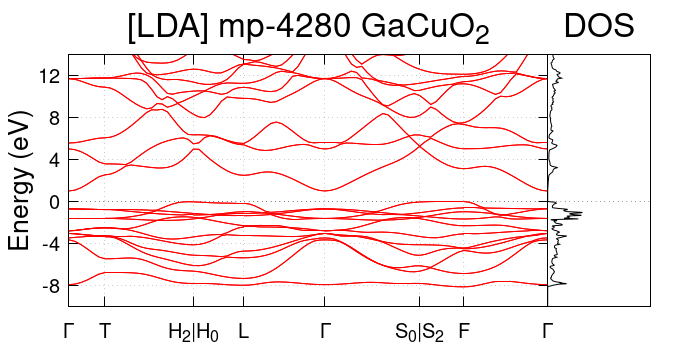 [LDA] mp-4280 GaCuO₂ DOS
Energy (eV)
12
8
4
0
-4
-8
Γ T H₂|H₀ L Γ S₀|S₂ F Γ